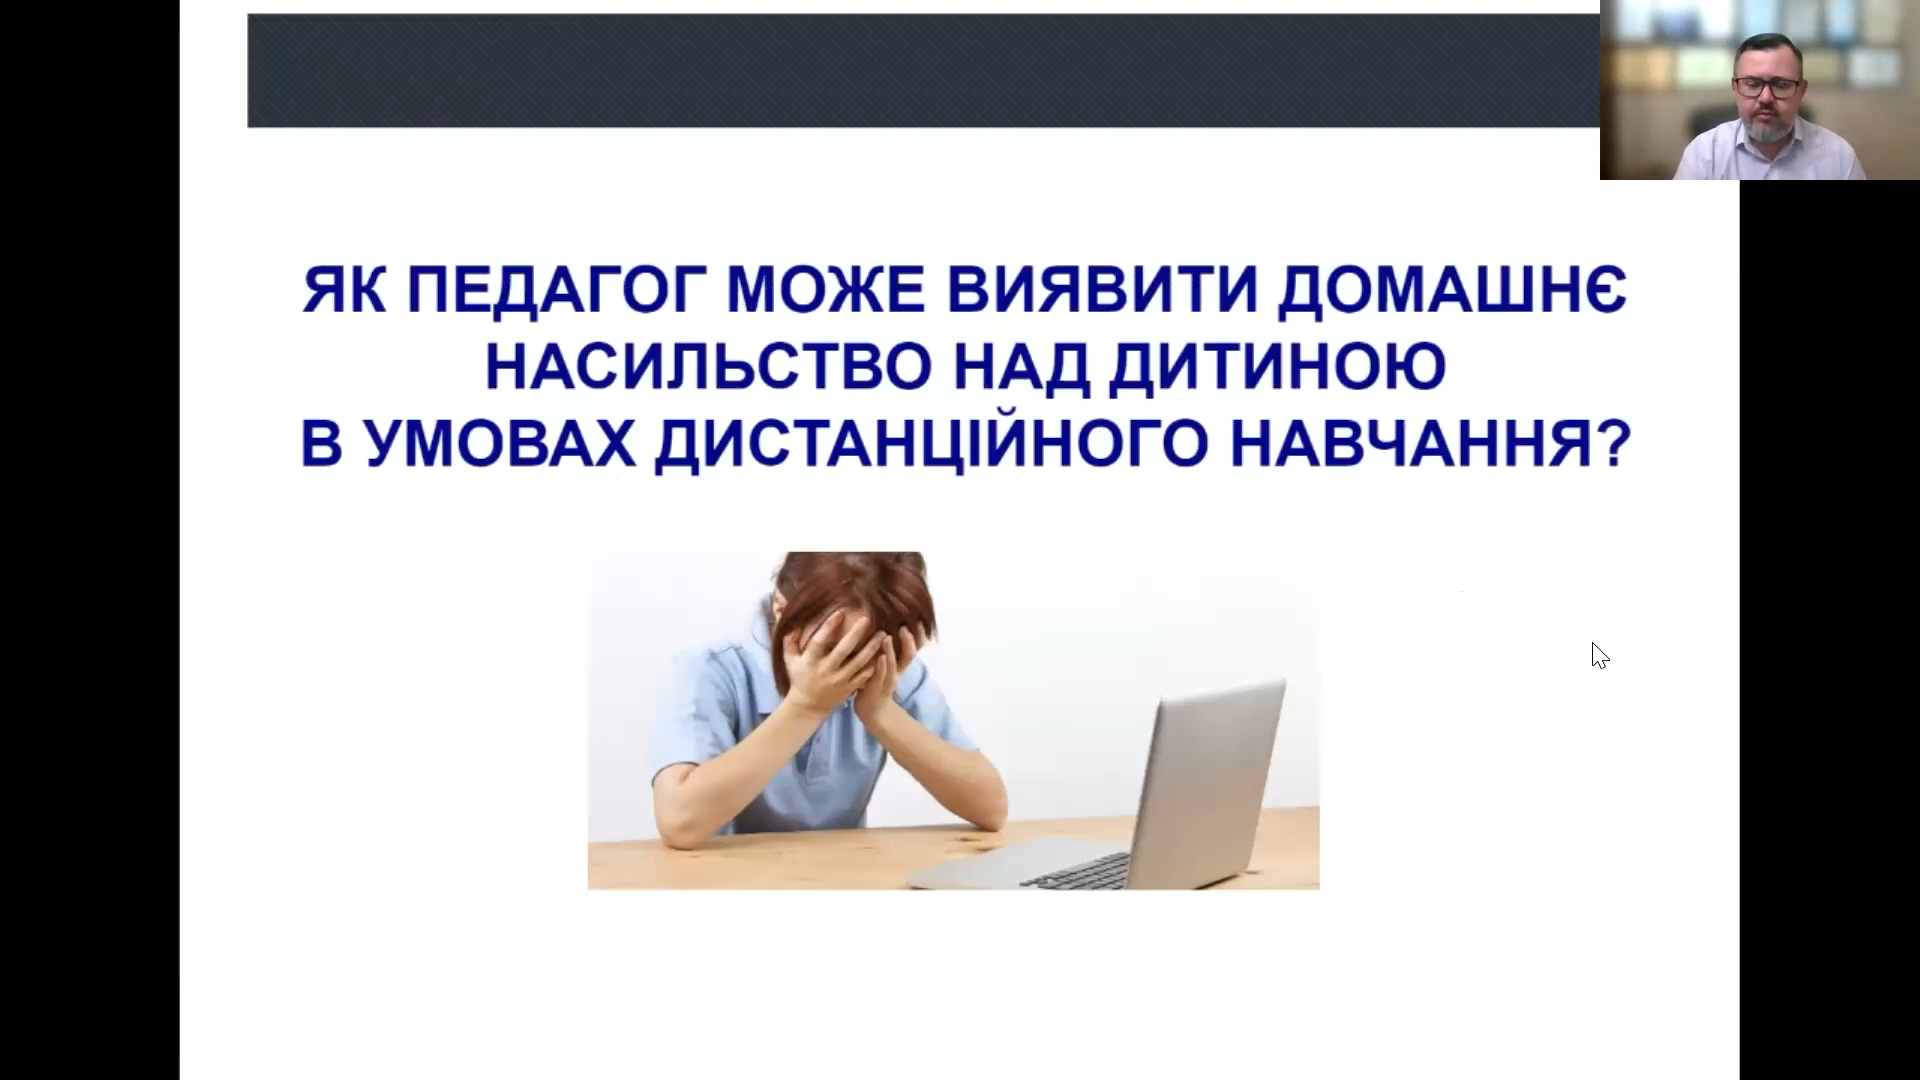 ЯК ПЕДАГОГ МОЖЕ ВИЯВИТИ ДОМАШНЄ
НАСИЛЬСТВО НАД ДИТИНОЮ
В УМОВАХ ДИСТАНЦІЙНОГО НАВЧАННЯ?